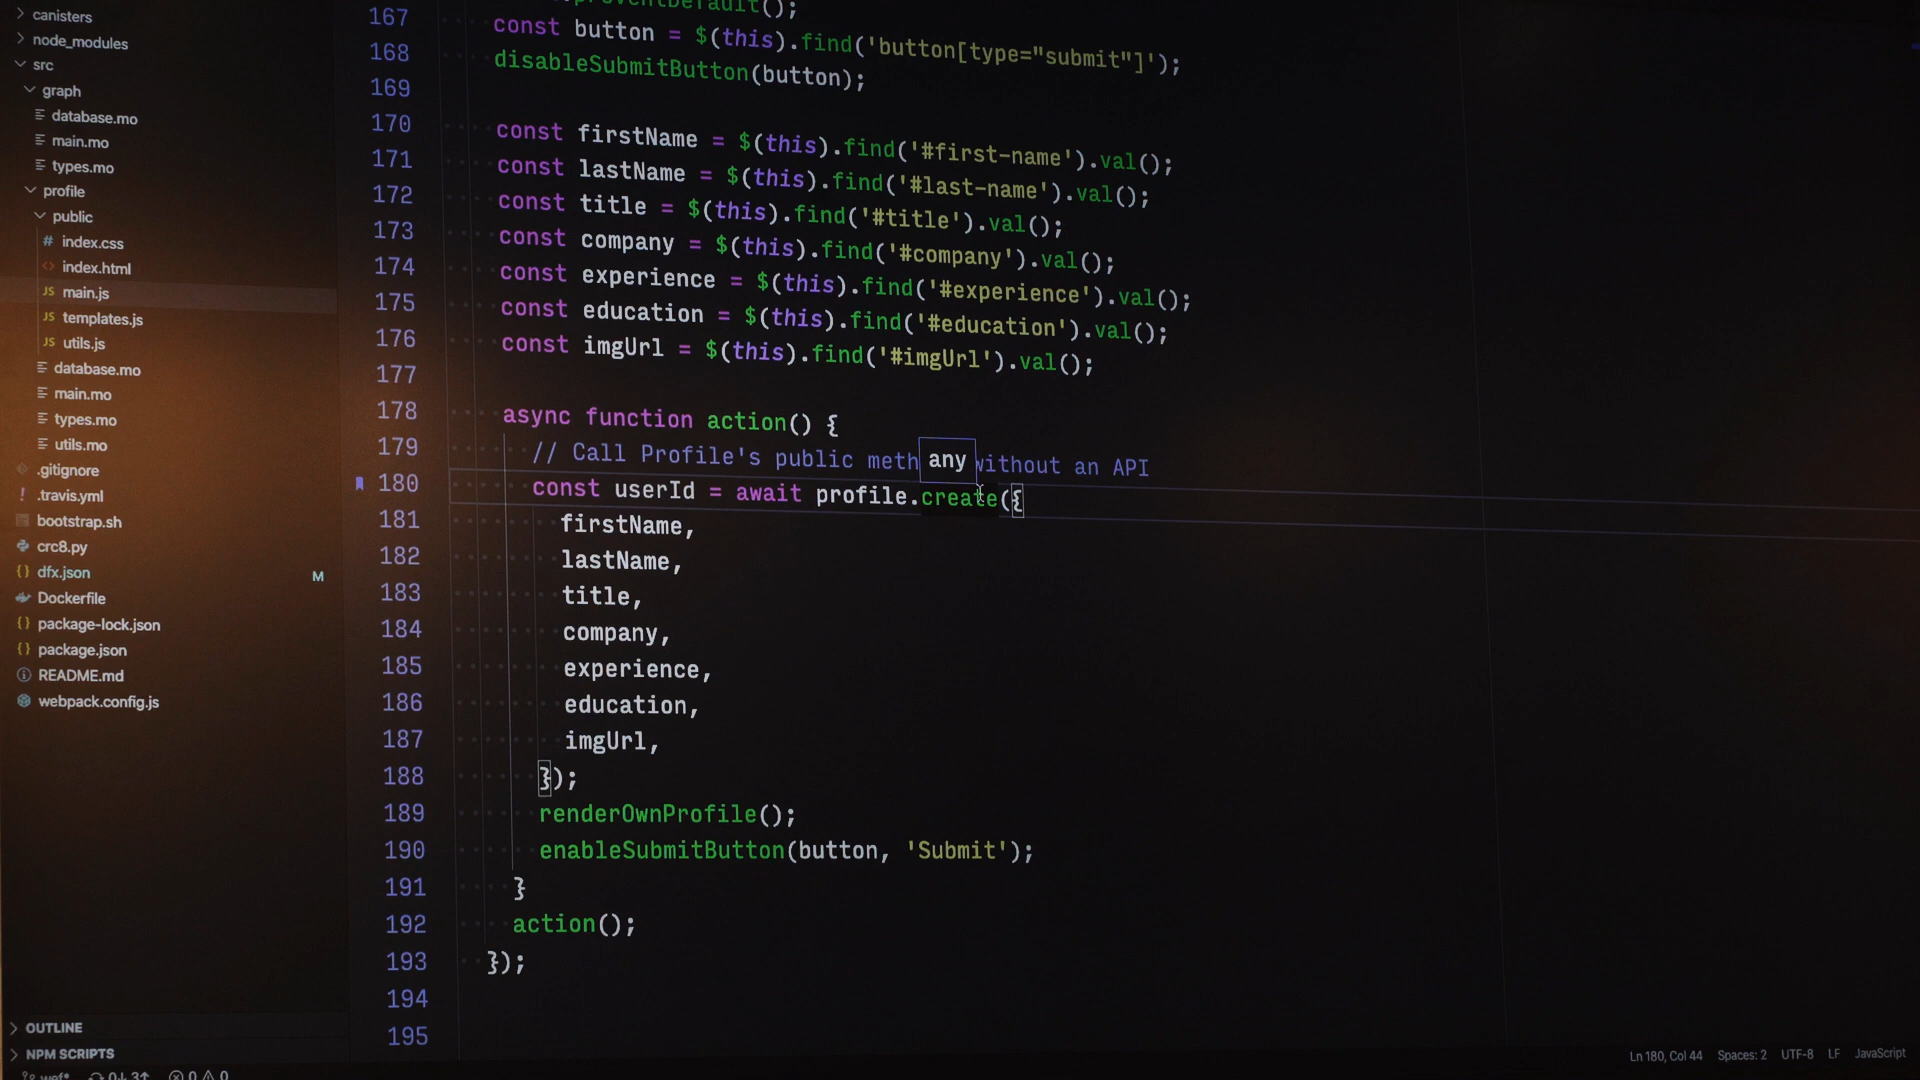 canisters
node_modules
src
graph
database.mo
main.mo
types.mo
profile
public
# index.css
<> index.html
JS main.js
JS templates.js
JS utils.js
database.mo
main.mo
types.mo
utils.mo
.gitignore
! .travis.yml
bootstrap.sh
crc8.py
{} dfx.json M
Dockerfile
{} package-lock.json
{} package.json
README.md
webpack.config.js
OUTLINE
NPM SCRIPTS
167 const button = $(this).find('button[type="submit"]');
168 disableSubmitButton(button);
169
170 const firstName = $(this).find('#first-name').val();
171 const lastName = $(this).find('#last-name').val();
172 const title = $(this).find('#title').val();
173 const company = $(this).find('#company').val();
174 const experience = $(this).find('#experience').val();
175 const education = $(this).find('#education').val();
176 const imgUrl = $(this).find('#imgUrl').val();
177
178 async function action() {
179 // Call Profile's public meth any without an API
180 const userId = await profile.create({
181 firstName,
182 lastName,
183 title,
184 company,
185 experience,
186 education,
187 imgUrl,
188 });
189 renderOwnProfile();
190 enableSubmitButton(button, 'Submit');
191 }
192 action();
193 });
194
195
Ln 180, Col 44 Spaces: 2 UTF-8 LF JavaScript